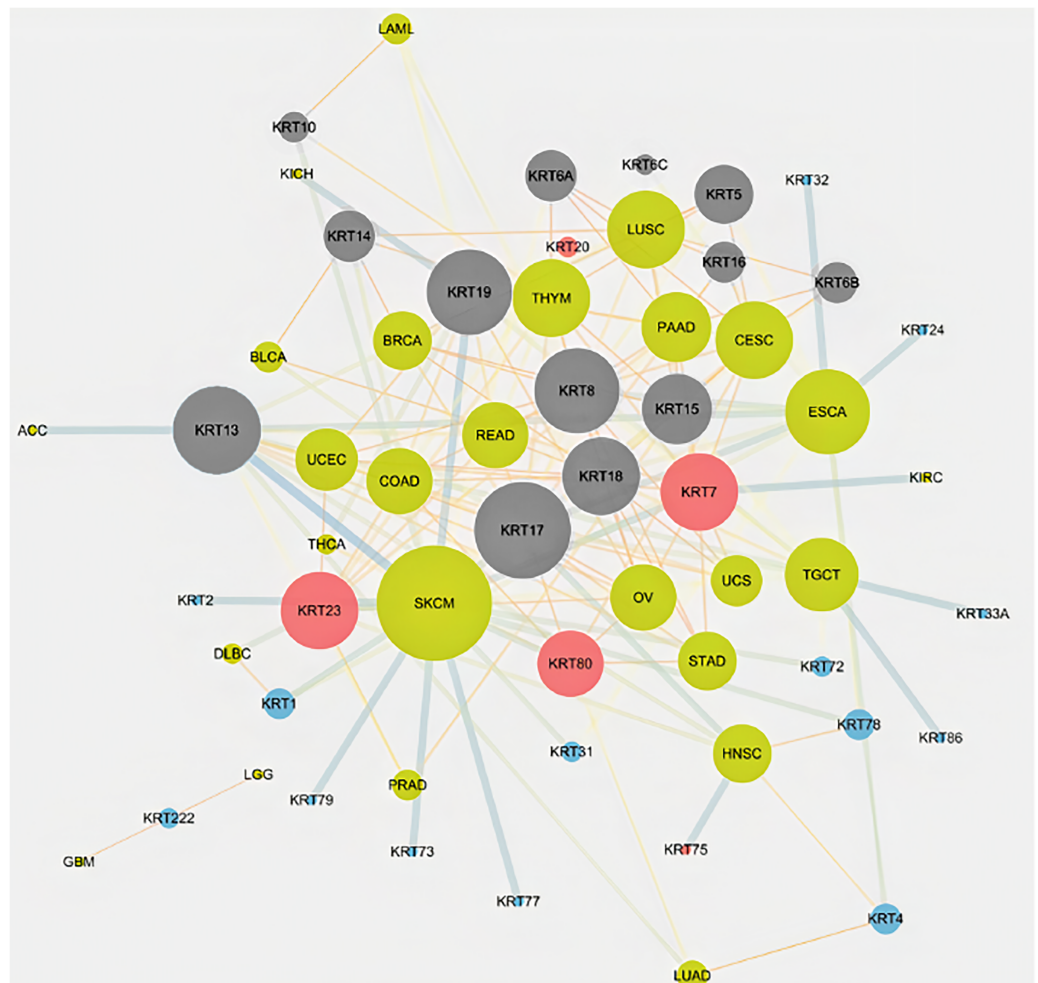 LAML
KRT10
KICH
KRT6A
KRT6C
KRT32
KRT5
KRT14
LUSC
KRT20
KRT16
KRT6B
KRT19
THYM
PAAD
CESC
KRT24
BRCA
BLCA
KRT8
KRT15
ESCA
ACC
KRT13
READ
UCEC
COAD
KRT18
KRT7
KIRC
KRT17
THCA
TGCT
UCS
KRT2
KRT23
SKCM
OV
KRT33A
DLBC
KRT80
STAD
KRT72
KRT1
KRT78
KRT86
KRT31
HNSC
LGG
PRAD
KRT79
KRT222
KRT73
KRT75
GBM
KRT77
KRT4
LUAD